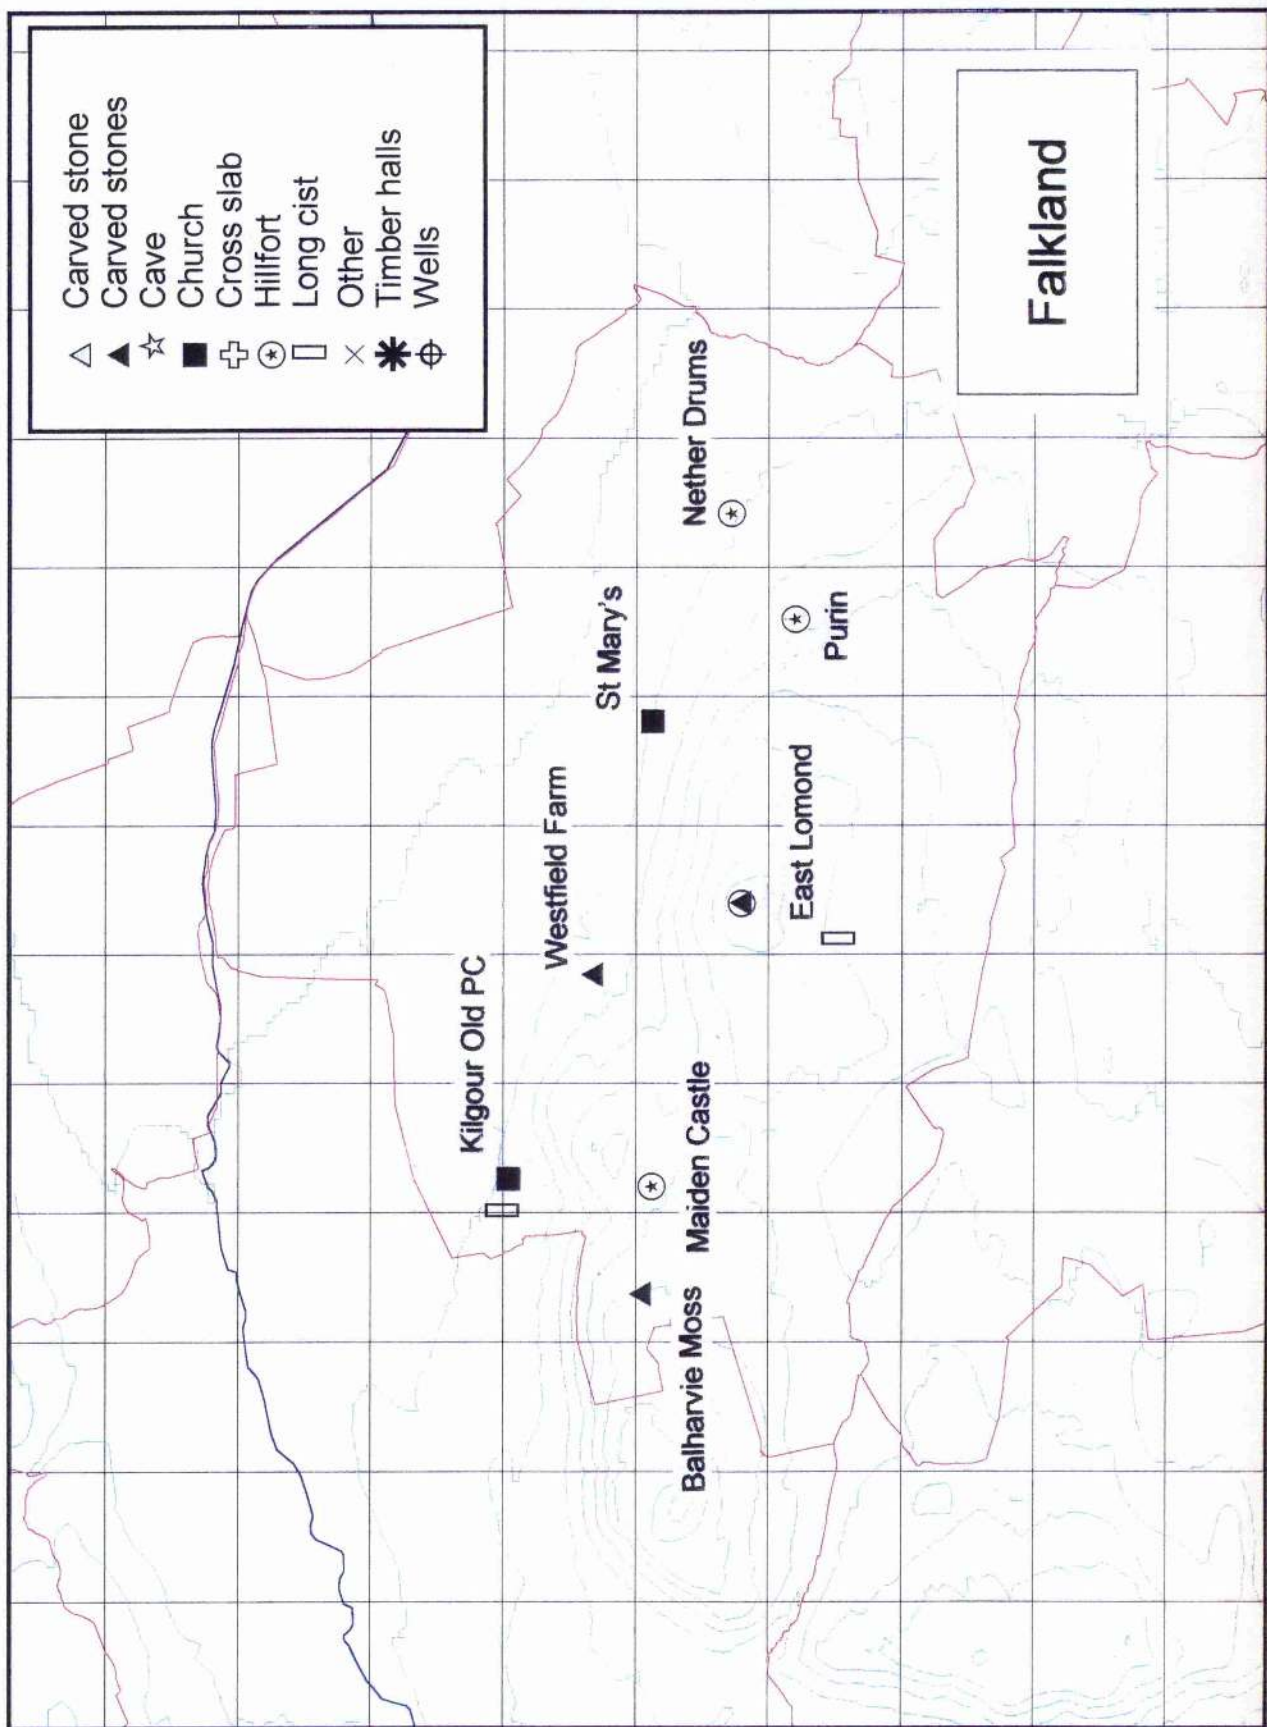 Carved stone
Carved stones
Cave
Church
Cross slab
Hillfort
Long cist
Other
Timber halls
Wells
Kilgour Old PC
Westfield Farm
St Mary's
Nether Drums
Balharvie Moss
Maiden Castle
East Lomond
Purin
Falkland